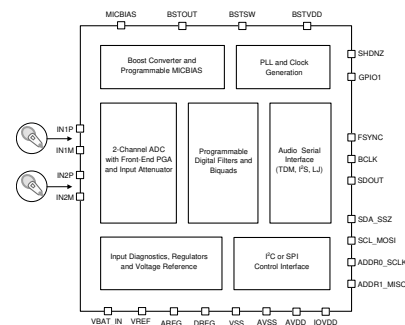 MICBIAS BSTOUT BSTSW BSTVDD
Boost Converter and
Programmable MICBIAS
PLL and Clock
Generation
SHDNZ
GPIO1
IN1P
IN1M
IN2P
IN2M
2-Channel ADC
with Front-End PGA
and Input Attenuator
Programmable
Digital Filters and
Biquads
Audio Serial
Interface
(TDM, I²S, LJ)
FSYNC
BCLK
SDOUT
SDA_SSZ
SCL_MOSI
ADDR0_SCLK
ADDR1_MISO
Input Diagnostics, Regulators
and Voltage Reference
I²C or SPI
Control Interface
VBAT_IN VREF AREG DREG VSS AVSS AVDD IOVDD